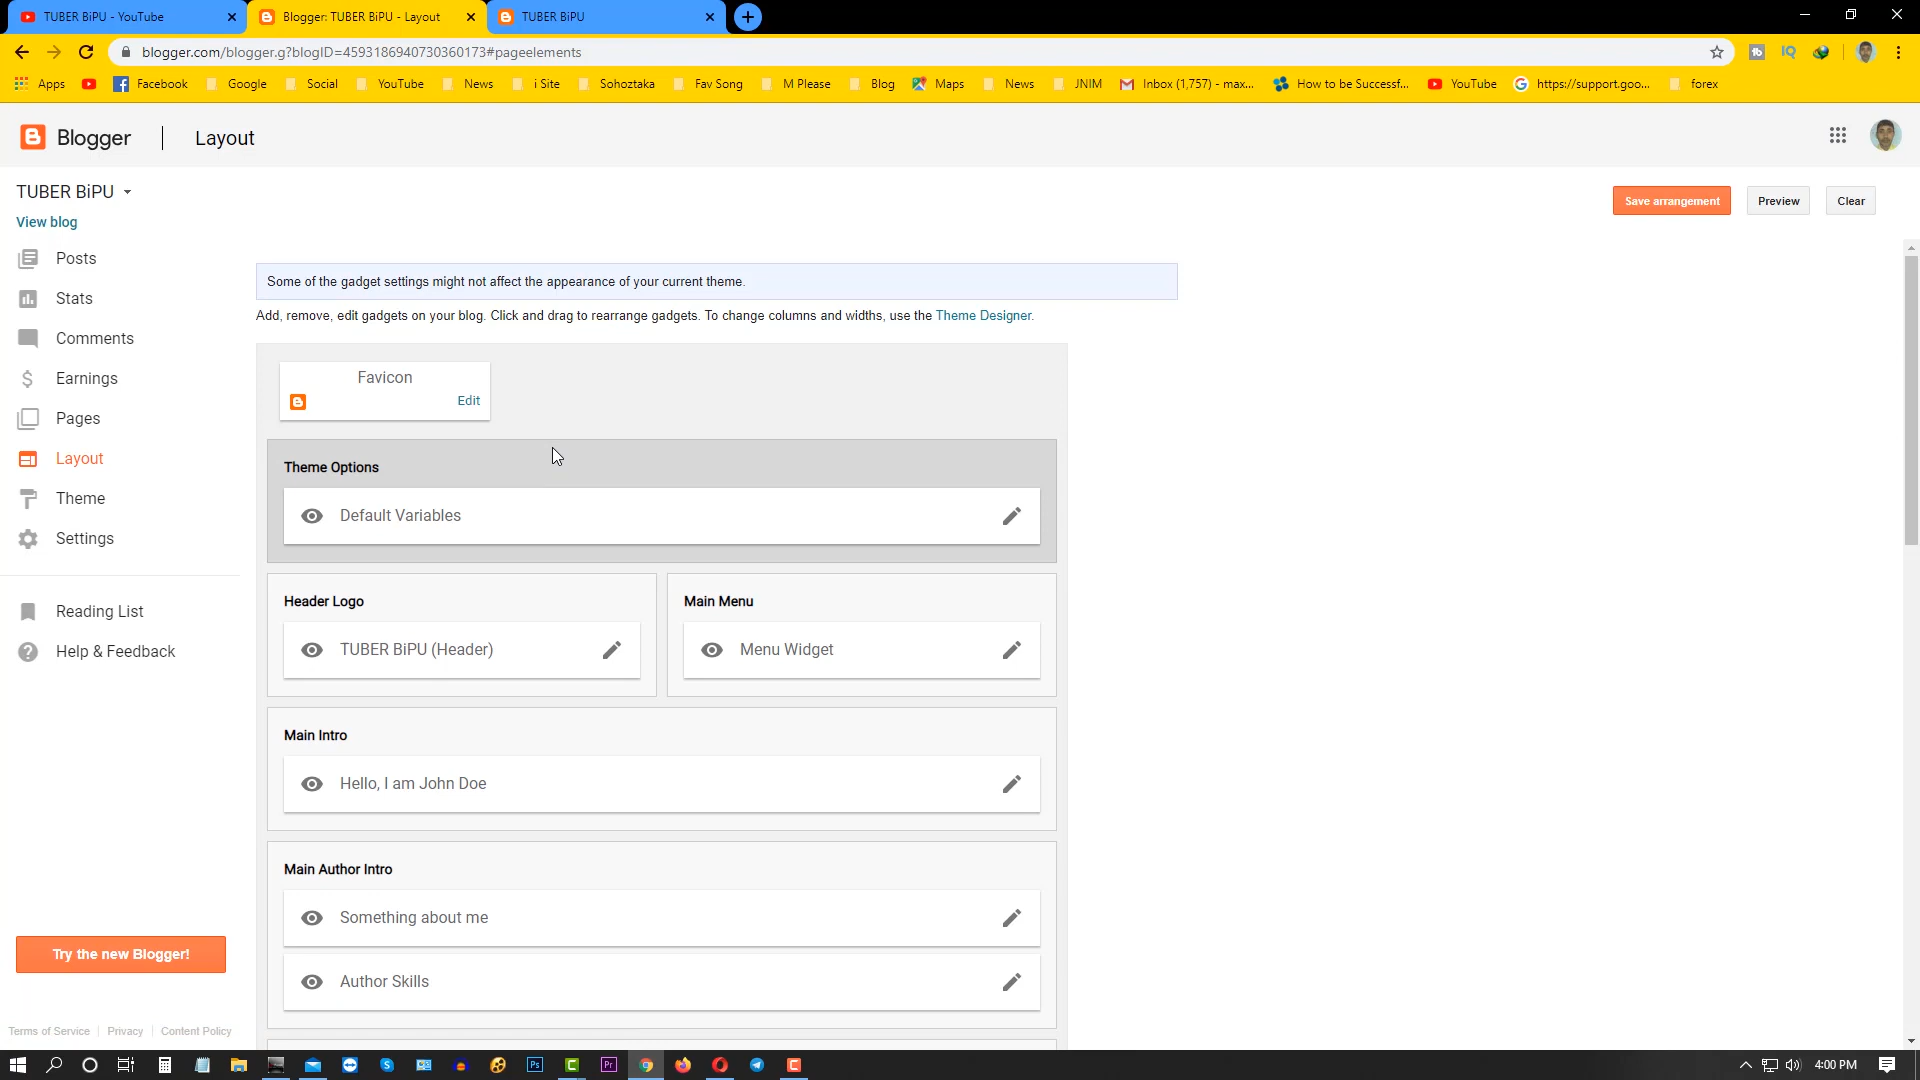 TUBER BiPU - YouTube
Blogger: TUBER BiPU - Layout
TUBER BiPU
blogger.com/blogger.g?blogID=4593186940730360173#pageelements
Apps
Facebook
Google
Social
YouTube
News
i Site
Sohoztaka
Fav Song
M Please
Blog
Maps
News
JNIM
Inbox (1,757) - max...
How to be Successf...
YouTube
https://support.goo...
forex
Blogger
Layout
TUBER BiPU
Save arrangement
Preview
Clear
View blog
Posts
Stats
Comments
Earnings
Pages
Layout
Theme
Settings
Reading List
Help & Feedback
Try the new Blogger!
Terms of Service
Privacy
Content Policy
Some of the gadget settings might not affect the appearance of your current theme.
Add, remove, edit gadgets on your blog. Click and drag to rearrange gadgets. To change columns and widths, use the Theme Designer.
Favicon
Edit
Theme Options
Default Variables
Header Logo
TUBER BiPU (Header)
Main Menu
Menu Widget
Main Intro
Hello, I am John Doe
Main Author Intro
Something about me
Author Skills
4:00 PM